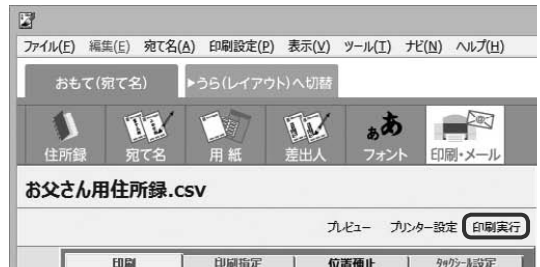 ファイル(F) 編集(E) 宛て名(A) 印刷設定(P) 表示(V) ツール(T) ナビ(N) ヘルプ(H)
おもて(宛て名) ▶うら(レイアウト)へ切替
住所録 宛て名 用紙 差出人 フォント 印刷・メール
お父さん用住所録.csv
プレビュー プリンター設定 印刷実行
印刷 印刷指定 位置補正 タックシール設定